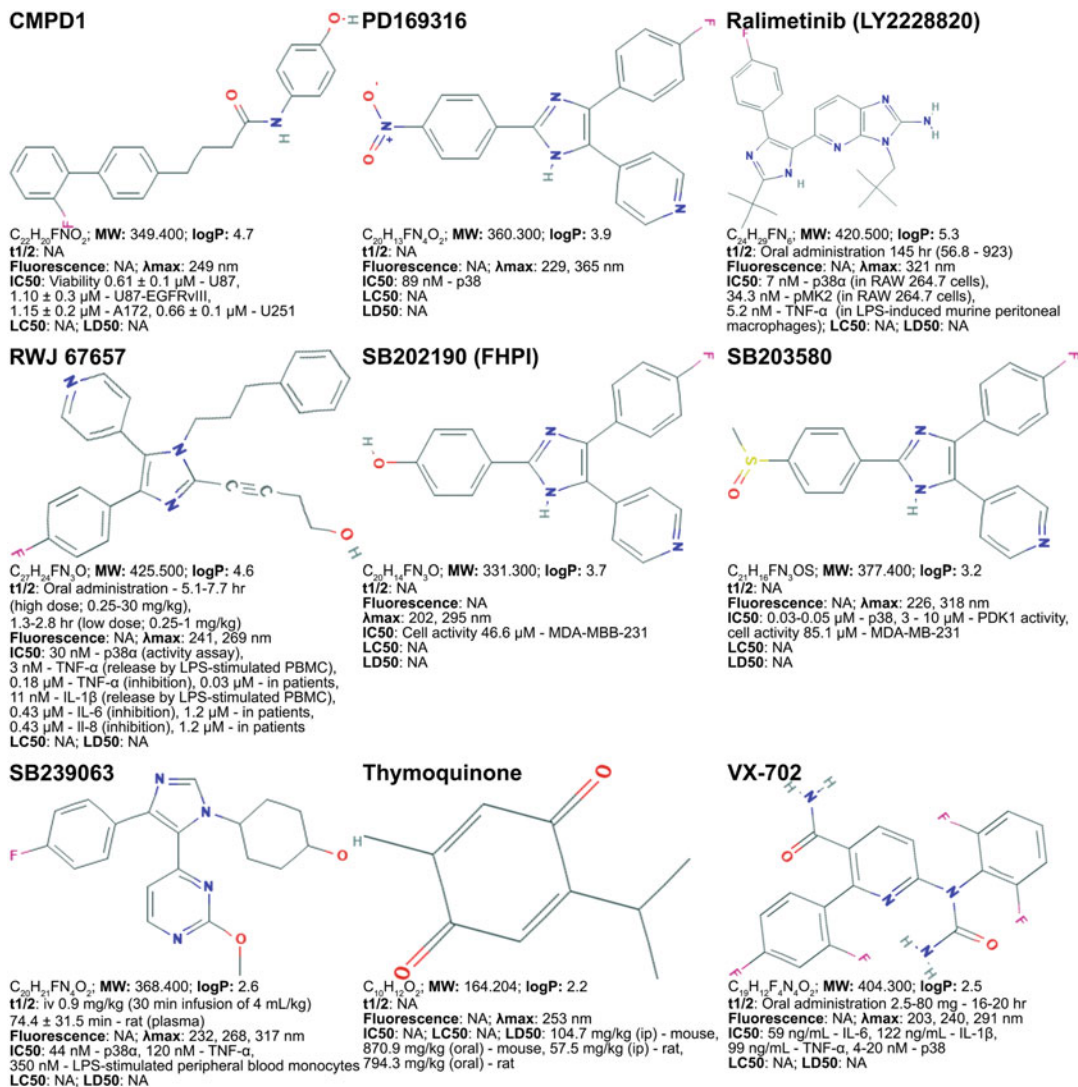 CMPD1
C22H20FNO2; MW: 349.400; logP: 4.7
t1/2: NA
Fluorescence: NA; λmax: 249 nm
IC50: Viability 0.61 ± 0.1 μM - U87,
1.10 ± 0.3 μM - U87-EGFRvIII,
1.15 ± 0.2 μM - A172, 0.66 ± 0.1 μM - U251
LC50: NA; LD50: NA
PD169316
C20H13FN4O2; MW: 360.300; logP: 3.9
t1/2: NA
Fluorescence: NA; λmax: 229, 365 nm
IC50: 89 nM - p38
LC50: NA
LD50: NA
Ralimetinib (LY2228820)
C24H29FN6; MW: 420.500; logP: 5.3
t1/2: Oral administration 145 hr (56.8 - 923)
Fluorescence: NA; λmax: 321 nm
IC50: 7 nM - p38α (in RAW 264.7 cells),
34.3 nM - pMK2 (in RAW 264.7 cells),
5.2 nM - TNF-α (in LPS-induced murine peritoneal
macrophages); LC50: NA; LD50: NA
RWJ 67657
C27H24FN3O; MW: 425.500; logP: 4.6
t1/2: Oral administration - 5.1-7.7 hr
(high dose; 0.25-30 mg/kg),
1.3-2.8 hr (low dose; 0.25-1 mg/kg)
Fluorescence: NA; λmax: 241, 269 nm
IC50: 30 nM - p38α (activity assay),
3 nM - TNF-α (release by LPS-stimulated PBMC),
0.18 μM - TNF-α (inhibition), 0.03 μM - in patients,
11 nM - IL-1β (release by LPS-stimulated PBMC),
0.43 μM - IL-6 (inhibition), 1.2 μM - in patients,
0.43 μM - Il-8 (inhibition), 1.2 μM - in patients
LC50: NA; LD50: NA
SB202190 (FHPI)
C20H14FN3O; MW: 331.300; logP: 3.7
t1/2: NA
Fluorescence: NA
λmax: 202, 295 nm
IC50: Cell activity 46.6 μM - MDA-MBB-231
LC50: NA
LD50: NA
SB203580
C21H16FN3OS; MW: 377.400; logP: 3.2
t1/2: NA
Fluorescence: NA; λmax: 226, 318 nm
IC50: 0.03-0.05 μM - p38, 3 - 10 μM - PDK1 activity,
cell activity 85.1 μM - MDA-MB-231
LC50: NA
LD50: NA
SB239063
C20H21FN4O2; MW: 368.400; logP: 2.6
t1/2: iv 0.9 mg/kg (30 min infusion of 4 mL/kg)
74.4 ± 31.5 min - rat (plasma)
Fluorescence: NA; λmax: 232, 268, 317 nm
IC50: 44 nM - p38α, 120 nM - TNF-α,
350 nM - LPS-stimulated peripheral blood monocytes
LC50: NA; LD50: NA
Thymoquinone
C10H12O2; MW: 164.204; logP: 2.2
t1/2: NA
Fluorescence: NA; λmax: 253 nm
IC50: NA; LC50: NA; LD50: 104.7 mg/kg (ip) - mouse,
870.9 mg/kg (oral) - mouse, 57.5 mg/kg (ip) - rat,
794.3 mg/kg (oral) - rat
VX-702
C19H12F4N4O2; MW: 404.300; logP: 2.5
t1/2: Oral administration 2.5-80 mg - 16-20 hr
Fluorescence: NA; λmax: 203, 240, 291 nm
IC50: 59 ng/mL - IL-6, 122 ng/mL - IL-1β,
99 ng/mL - TNF-α, 4-20 nM - p38
LC50: NA; LD50: NA